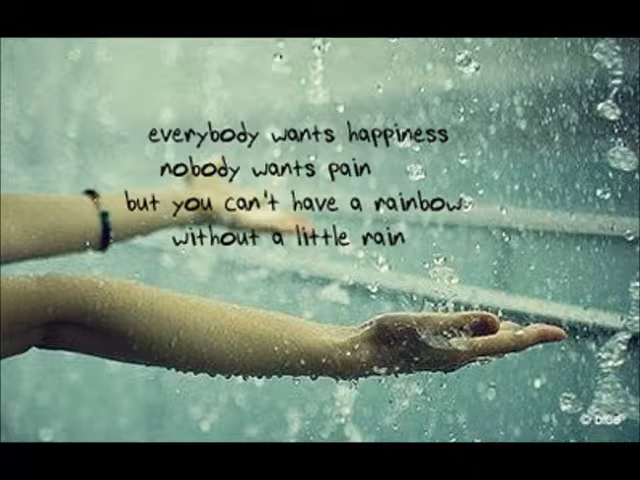 everybody wants happiness
nobody wants pain
but you can't have a rainbow
without a little rain